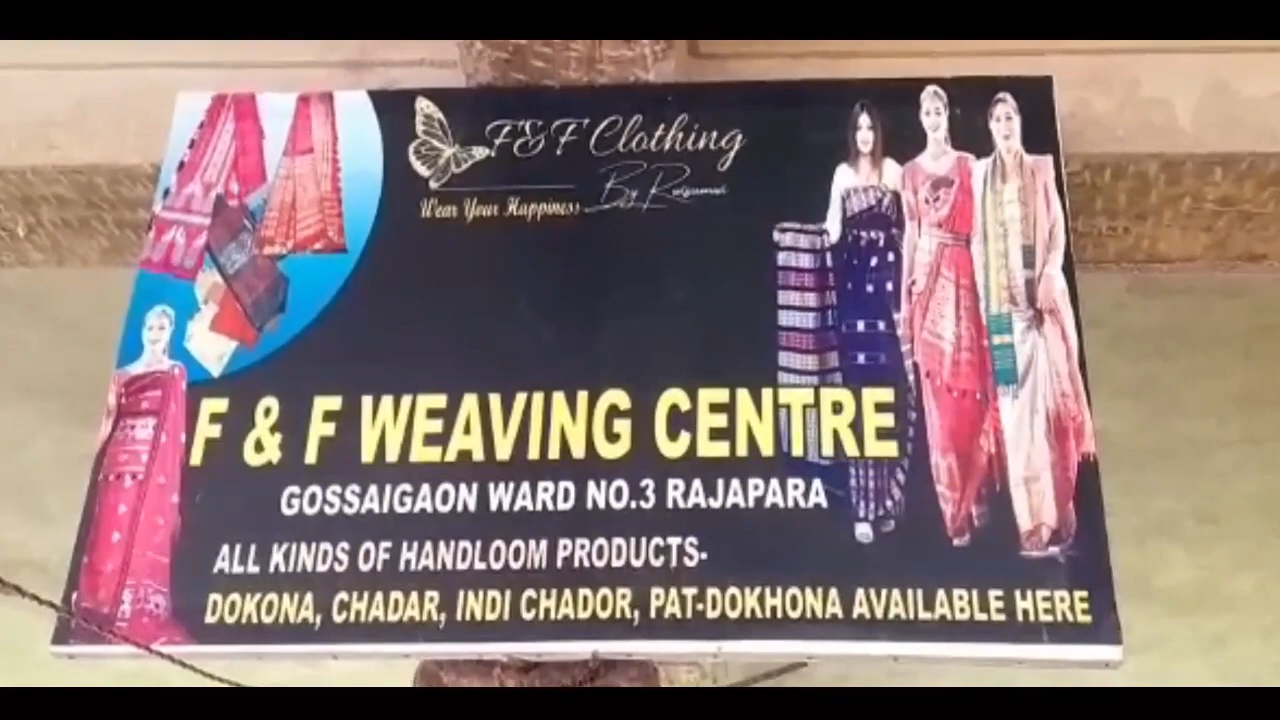 F&F Clothing
By
Wear Your Happiness
F & F WEAVING CENTRE
GOSSAIGAON WARD NO.3 RAJAPARA
ALL KINDS OF HANDLOOM PRODUCTS-
DOKONA, CHADAR, INDI CHADOR, PAT-DOKHONA AVAILABLE HERE